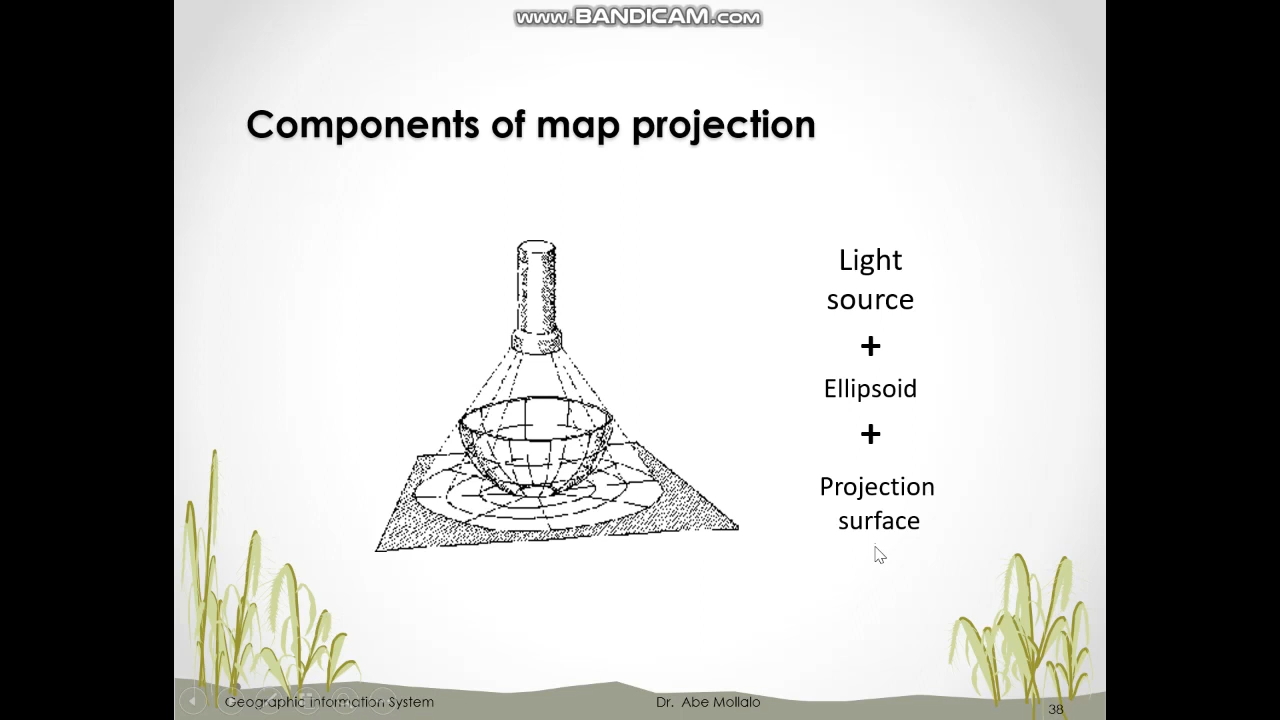 www.BANDICAM.com
Components of map projection
Light
source
+
Ellipsoid
+
Projection
surface
Geographic Information System
Dr. Abe Mollalo
38